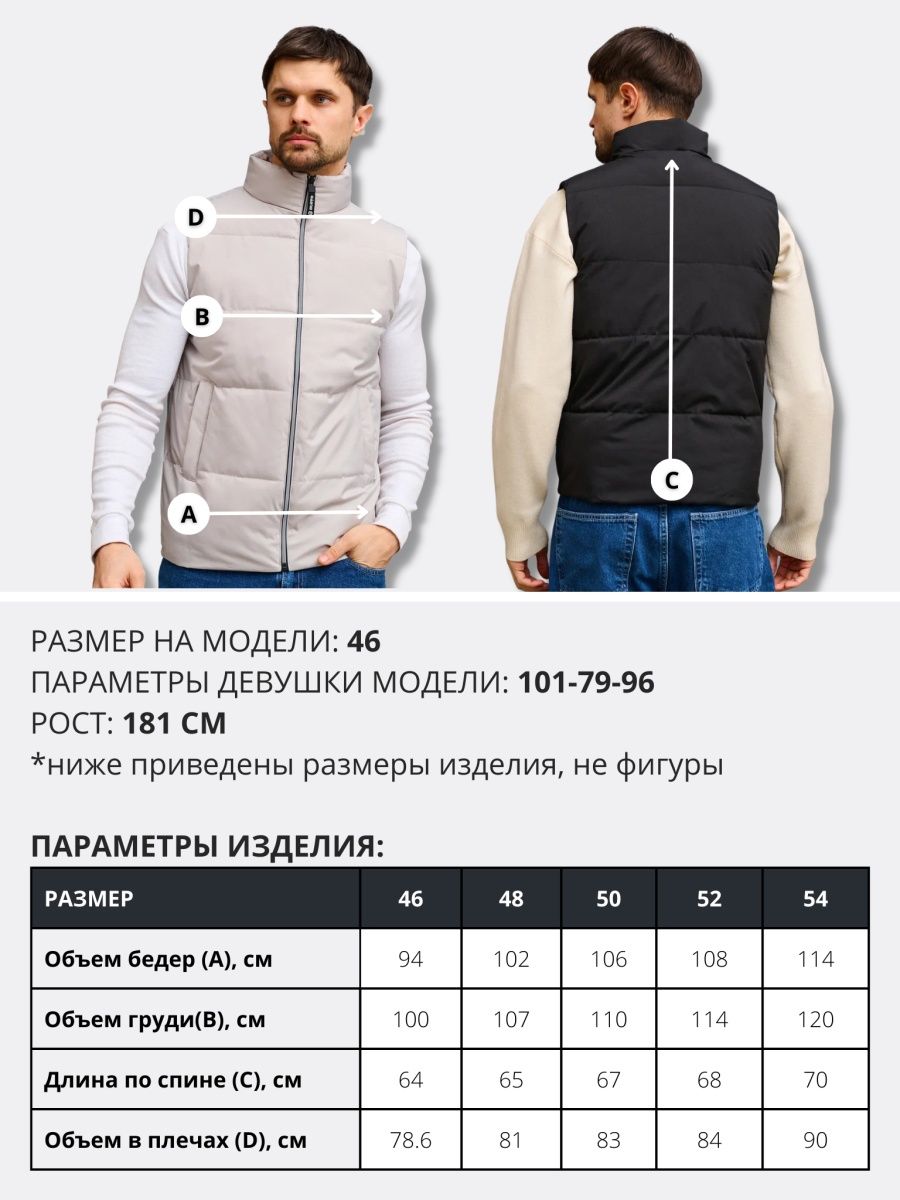 D
B
A
C
РАЗМЕР НА МОДЕЛИ: 46
ПАРАМЕТРЫ ДЕВУШКИ МОДЕЛИ: 101-79-96
РОСТ: 181 СМ
*ниже приведены размеры изделия, не фигуры
ПАРАМЕТРЫ ИЗДЕЛИЯ:
РАЗМЕР 46 48 50 52 54
Объем бедер (A), см 94 102 106 108 114
Объем груди(B), см 100 107 110 114 120
Длина по спине (C), см 64 65 67 68 70
Объем в плечах (D), см 78.6 81 83 84 90